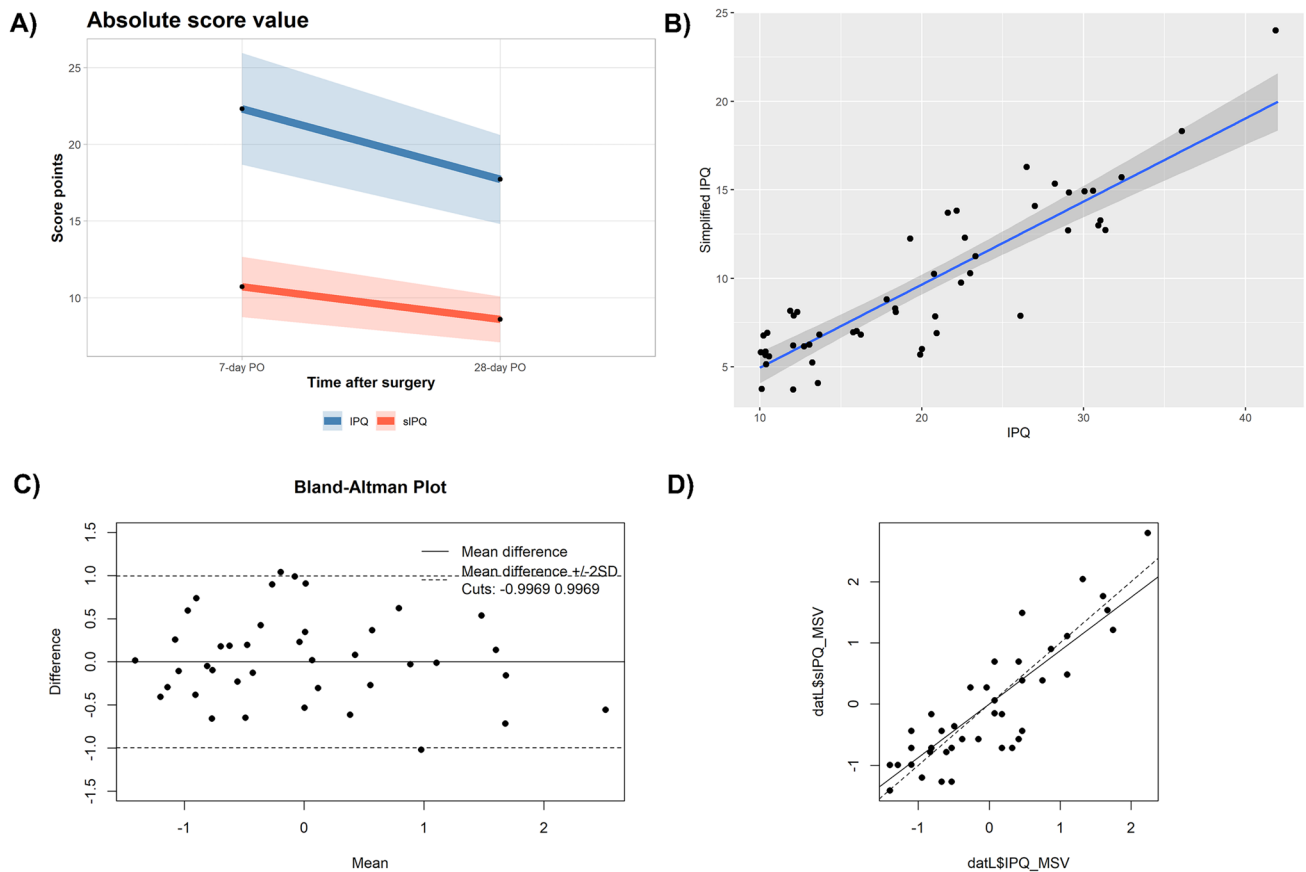 A)
Absolute score value
25
20
15
10
Score points
7-day PO
28-day PO
Time after surgery
IPQ
sIPQ
B)
25
20
15
10
5
Simplified IPQ
10
20
30
40
IPQ
C)
Bland-Altman Plot
1.5
1.0
0.5
0.0
-0.5
-1.0
-1.5
Difference
Mean difference
Mean difference +/-2SD
Cuts: -0.9969 0.9969
-1
0
1
2
Mean
D)
2
1
0
-1
datL$sIPQ_MSV
-1
0
1
2
datL$IPQ_MSV